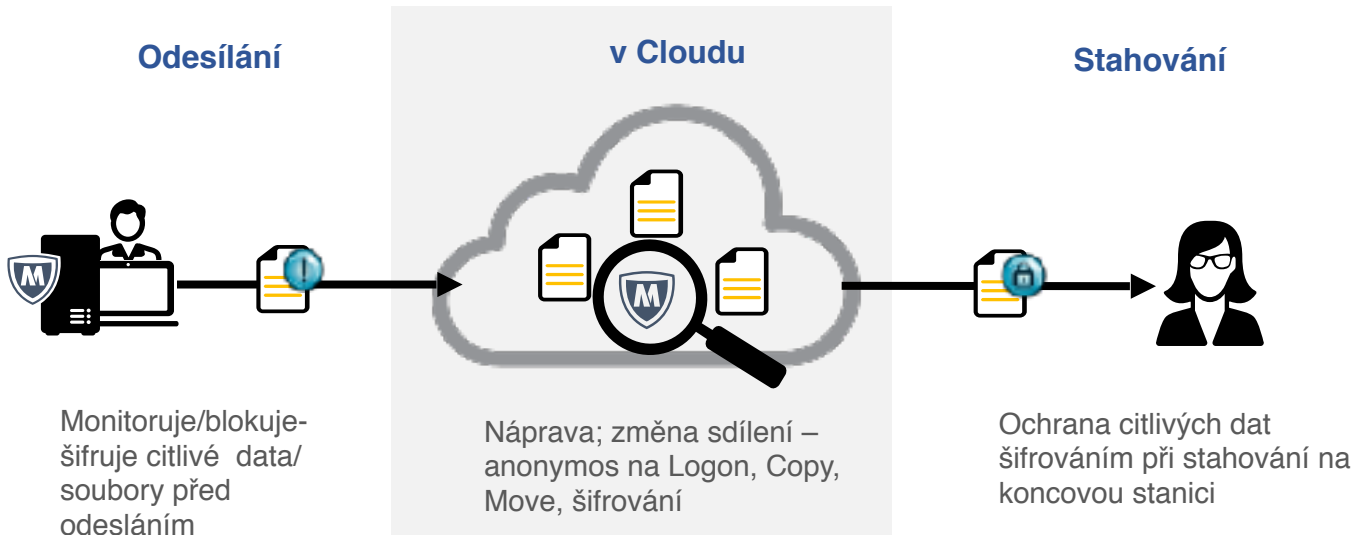 Odesílání
v Cloudu
Stahování
M
M
Monitoruje/blokuje-
šifruje citlivé  data/
soubory před
odesláním
Náprava; změna sdílení –
anonymos na Logon, Copy,
Move, šifrování
Ochrana citlivých dat
šifrováním při stahování na
koncovou stanici